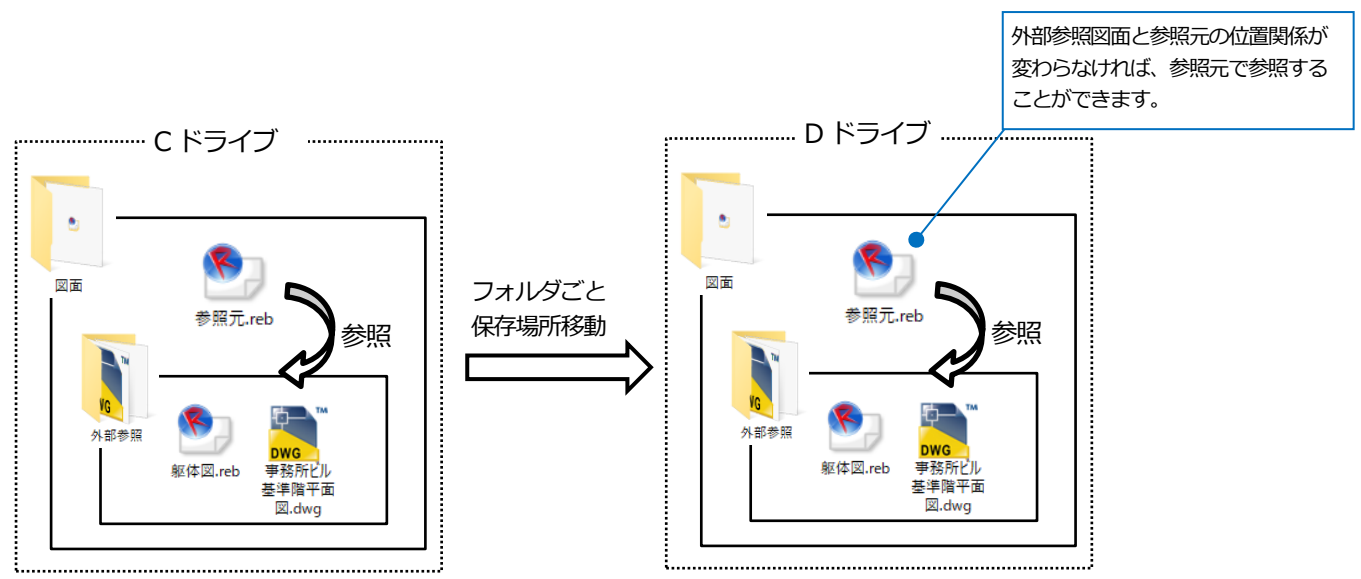 外部参照図面と参照元の位置関係が
変わらなければ、参照元で参照する
ことができます。
C ドライブ
図面
参照元.reb
参照
外部参照
躯体図.reb
TM
DWG
事務所ビル
基準階平面
図.dwg
フォルダごと
保存場所移動
D ドライブ
図面
参照元.reb
参照
外部参照
躯体図.reb
TM
DWG
事務所ビル
基準階平面
図.dwg